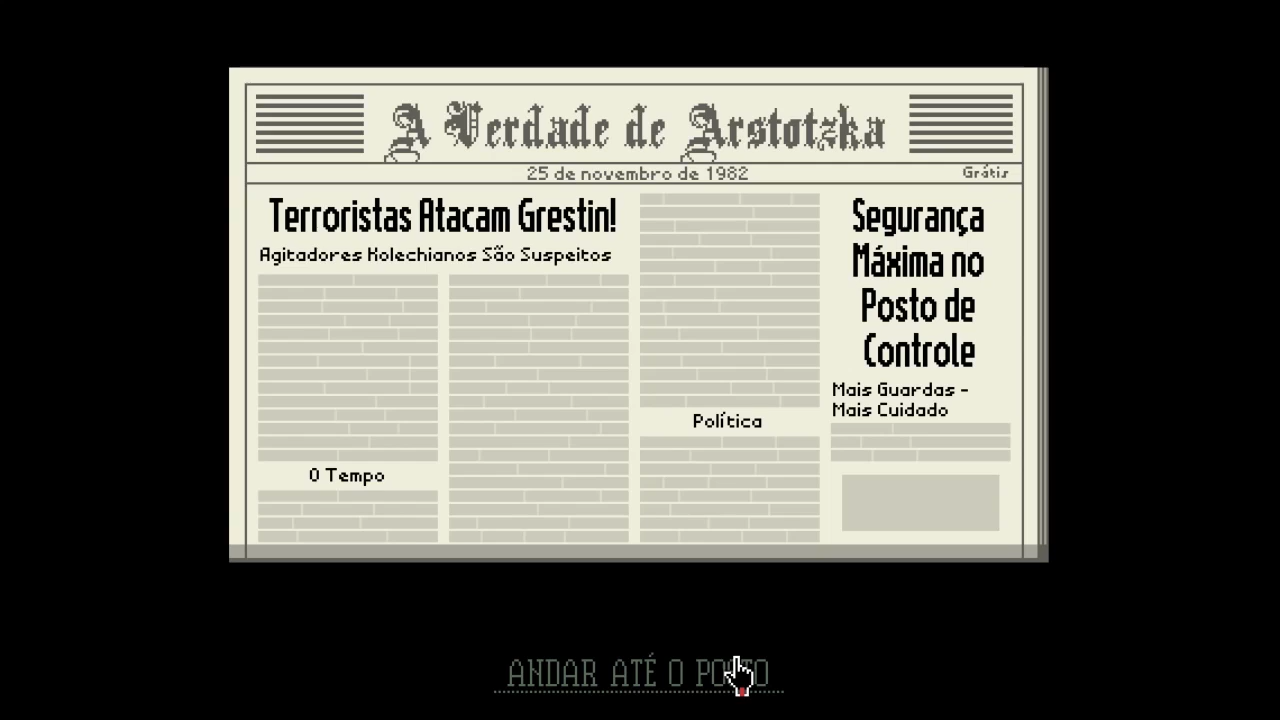 A Verdade de Arstotzka
25 de novembro de 1982
Grátis
Terroristas Atacam Grestin!
Agitadores Kolechianos São Suspeitos
O Tempo
Política
Segurança
Máxima no
Posto de
Controle
Mais Guardas -
Mais Cuidado
ANDAR ATÉ O POSTO